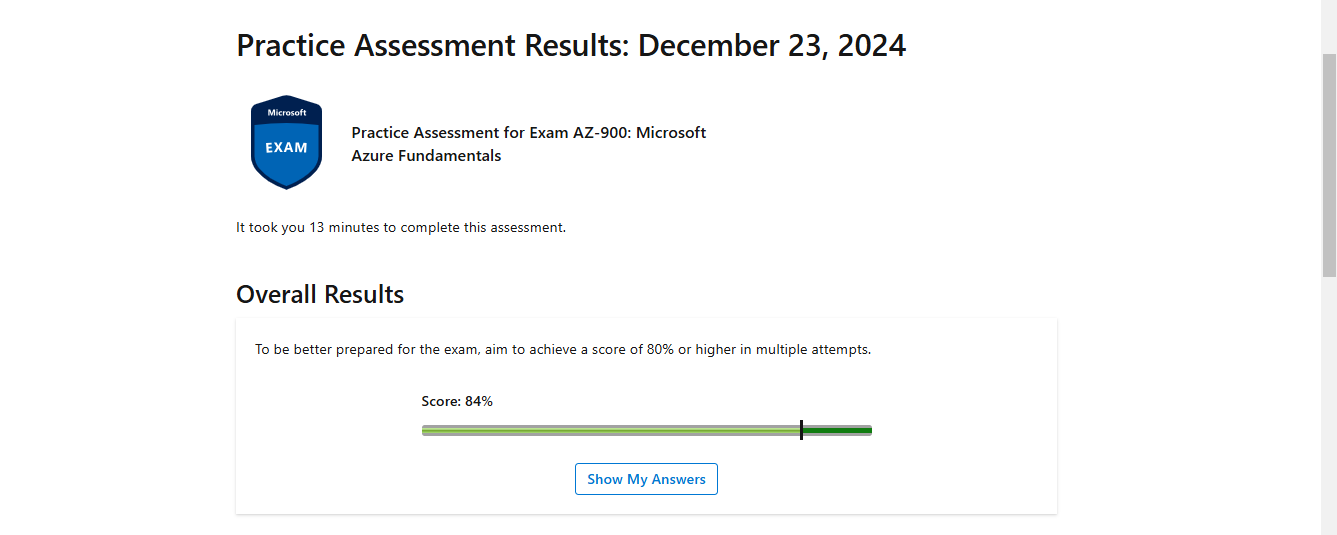 Practice Assessment Results: December 23, 2024
Microsoft
EXAM
Practice Assessment for Exam AZ-900: Microsoft
Azure Fundamentals
It took you 13 minutes to complete this assessment.
Overall Results
To be better prepared for the exam, aim to achieve a score of 80% or higher in multiple attempts.
Score: 84%
Show My Answers